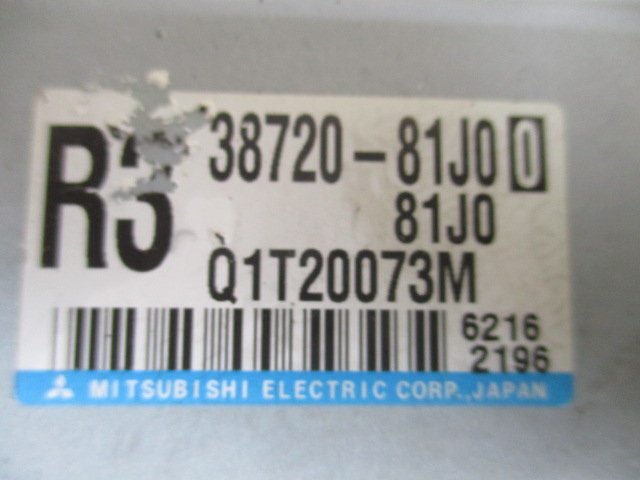 R3 38720-81J0 0
81J0
Q1T20073M
6216
2196
MITSUBISHI ELECTRIC CORP., JAPAN